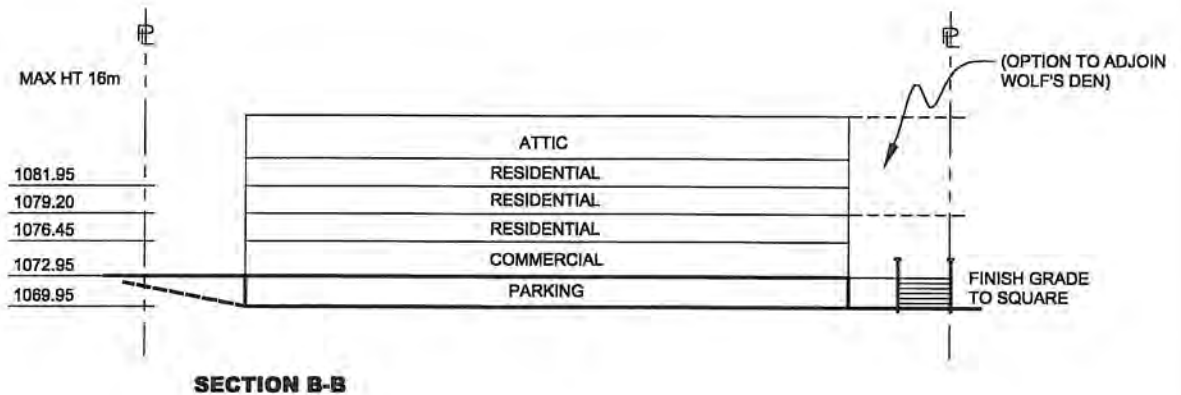 PL
PL
MAX HT 16m
(OPTION TO ADJOIN
WOLF'S DEN)
ATTIC
1081.95
RESIDENTIAL
1079.20
RESIDENTIAL
1076.45
RESIDENTIAL
1072.95
COMMERCIAL
1069.95
PARKING
FINISH GRADE
TO SQUARE
SECTION B-B